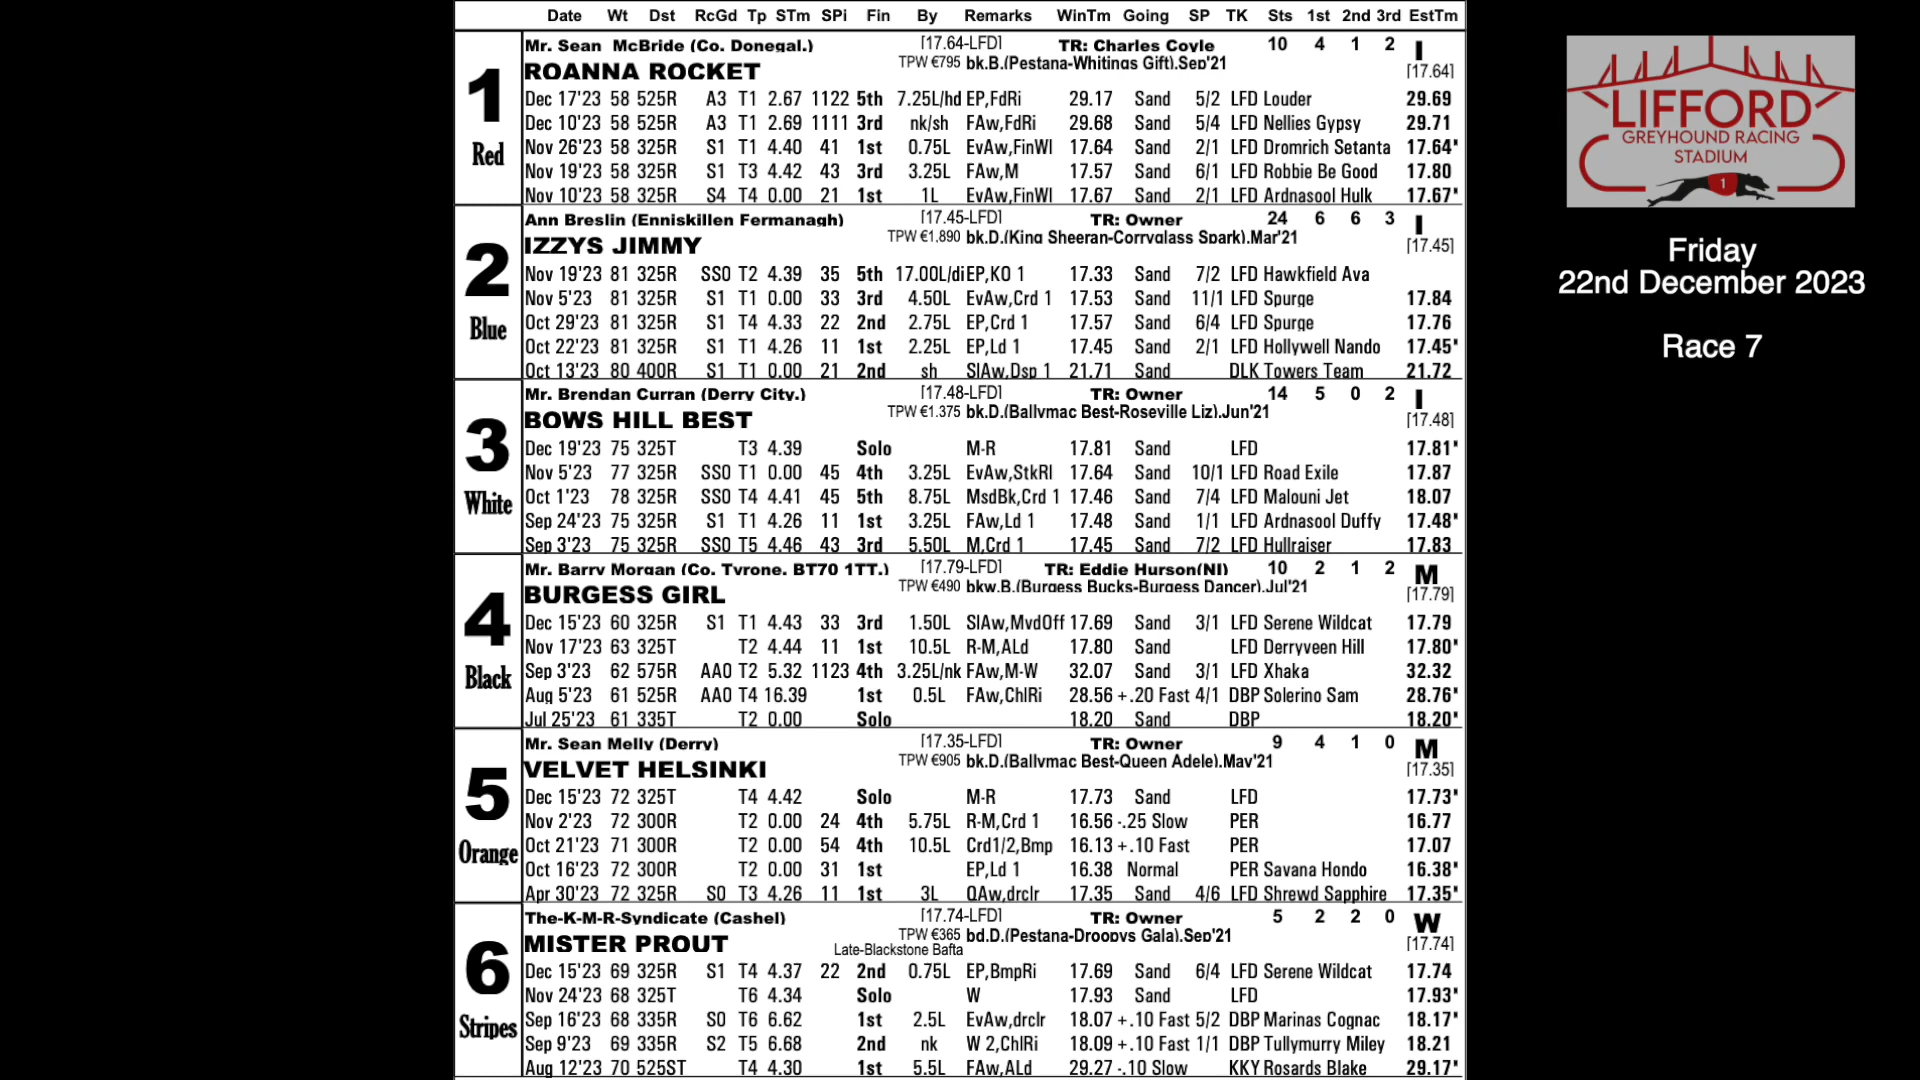 Date Wt Dst RcGd Tp STm SPi Fin By Remarks WinTm Going SP TK Sts 1st 2nd 3rd EstTm
Mr. Sean McBride (Co. Donegal.) [17.64-LFD] TR: Charles Coyle 10 4 1 2 I
TPW €795 bk.B.(Pestana-Whitings Gift).Sep'21 [17.64]
1 Red ROANNA ROCKET
Dec 17'23 58 525R A3 T1 2.67 1122 5th 7.25L/hd EP,FdRi 29.17 Sand 5/2 LFD Louder 29.69
Dec 10'23 58 525R A3 T1 2.69 1111 3rd nk/sh FAw,FdRi 29.68 Sand 5/4 LFD Nellies Gypsy 29.71
Nov 26'23 58 325R S1 T1 4.40 41 1st 0.75L EvAw,FinWl 17.64 Sand 2/1 LFD Dromrich Setanta 17.64*
Nov 19'23 58 325R S1 T3 4.42 43 3rd 3.25L FAw,M 17.57 Sand 6/1 LFD Robbie Be Good 17.80
Nov 10'23 58 325R S4 T4 0.00 21 1st 1L EvAw,FinWl 17.67 Sand 2/1 LFD Ardnasool Hulk 17.67*
Ann Breslin (Enniskillen Fermanagh) [17.45-LFD] TR: Owner 24 6 6 3 I
TPW €1,890 bk.D.(King Sheeran-Corryglass Spark).Mar'21 [17.45]
2 Blue IZZYS JIMMY
Nov 19'23 81 325R SS0 T2 4.39 35 5th 17.00L/di EP,KO 1 17.33 Sand 7/2 LFD Hawkfield Ava
Nov 5'23 81 325R S1 T1 0.00 33 3rd 4.50L EvAw,Crd 1 17.53 Sand 11/1 LFD Spurge 17.84
Oct 29'23 81 325R S1 T4 4.33 22 2nd 2.75L EP,Crd 1 17.57 Sand 6/4 LFD Spurge 17.76
Oct 22'23 81 325R S1 T1 4.26 11 1st 2.25L EP,Ld 1 17.45 Sand 2/1 LFD Hollywell Nando 17.45*
Oct 13'23 80 400R S1 T1 0.00 21 2nd sh SlAw,Dsp 1 21.71 Sand DLK Towers Team 21.72
Mr. Brendan Curran (Derry City.) [17.48-LFD] TR: Owner 14 5 0 2 I
TPW €1,375 bk.D.(Ballymac Best-Roseville Liz).Jun'21 [17.48]
3 White BOWS HILL BEST
Dec 19'23 75 325T T3 4.39 Solo M-R 17.81 Sand LFD 17.81*
Nov 5'23 77 325R SS0 T1 0.00 45 4th 3.25L EvAw,StkRl 17.64 Sand 10/1 LFD Road Exile 17.87
Oct 1'23 78 325R SS0 T4 4.41 45 5th 8.75L MsdBk,Crd 1 17.46 Sand 7/4 LFD Malouni Jet 18.07
Sep 24'23 75 325R S1 T1 4.26 11 1st 3.25L FAw,Ld 1 17.48 Sand 1/1 LFD Ardnasool Duffy 17.48*
Sep 3'23 75 325R SS0 T5 4.46 43 3rd 5.50L M,Crd 1 17.45 Sand 7/2 LFD Hullraiser 17.83
Mr. Barry Morgan (Co. Tyrone. BT70 1TT.) [17.79-LFD] TR: Eddie Hurson(NI) 10 2 1 2 M
TPW €490 bkw.B.(Burgess Bucks-Burgess Dancer).Jul'21 [17.79]
4 Black BURGESS GIRL
Dec 15'23 60 325R S1 T1 4.43 33 3rd 1.50L SlAw,MvdOff 17.69 Sand 3/1 LFD Serene Wildcat 17.79
Nov 17'23 63 325T T2 4.44 11 1st 10.5L R-M,ALd 17.80 Sand LFD Derryveen Hill 17.80*
Sep 3'23 62 575R AA0 T2 5.32 1123 4th 3.25L/nk FAw,M-W 32.07 Sand 3/1 LFD Xhaka 32.32
Aug 5'23 61 525R AA0 T4 16.39 1st 0.5L FAw,ChlRi 28.56 +.20 Fast 4/1 DBP Solerino Sam 28.76*
Jul 25'23 61 335T T2 0.00 Solo 18.20 Sand DBP 18.20*
Mr. Sean Melly (Derry) [17.35-LFD] TR: Owner 9 4 1 0 M
TPW €905 bk.D.(Ballymac Best-Queen Adele).May'21 [17.35]
5 Orange VELVET HELSINKI
Dec 15'23 72 325T T4 4.42 Solo M-R 17.73 Sand LFD 17.73*
Nov 2'23 72 300R T2 0.00 24 4th 5.75L R-M,Crd 1 16.56 -.25 Slow PER 16.77
Oct 21'23 71 300R T2 0.00 54 4th 10.5L Crd1/2,Bmp 16.13 +.10 Fast PER 17.07
Oct 16'23 72 300R T2 0.00 31 1st EP,Ld 1 16.38 Normal PER Savana Hondo 16.38*
Apr 30'23 72 325R S0 T3 4.26 11 1st 3L QAw,drclr 17.35 Sand 4/6 LFD Shrewd Sapphire 17.35*
The-K-M-R-Syndicate (Cashel) [17.74-LFD] TR: Owner 5 2 2 0 W
TPW €365 bd.D.(Pestana-Droopys Gala).Sep'21 [17.74]
6 Stripes MISTER PROUT Late-Blackstone Bafta
Dec 15'23 69 325R S1 T4 4.37 22 2nd 0.75L EP,BmpRi 17.69 Sand 6/4 LFD Serene Wildcat 17.74
Nov 24'23 68 325T T6 4.34 Solo W 17.93 Sand LFD 17.93*
Sep 16'23 68 335R S0 T6 6.62 1st 2.5L EvAw,drclr 18.07 +.10 Fast 5/2 DBP Marinas Cognac 18.17*
Sep 9'23 69 335R S2 T5 6.68 2nd nk W 2,ChlRi 18.09 +.10 Fast 1/1 DBP Tullymurry Miley 18.21
Aug 12'23 70 525ST T4 4.30 1st 5.5L FAw,ALd 29.27 -.10 Slow KKY Rosards Blake 29.17*
LIFFORD
GREYHOUND RACING
STADIUM
1
Friday
22nd December 2023
Race 7